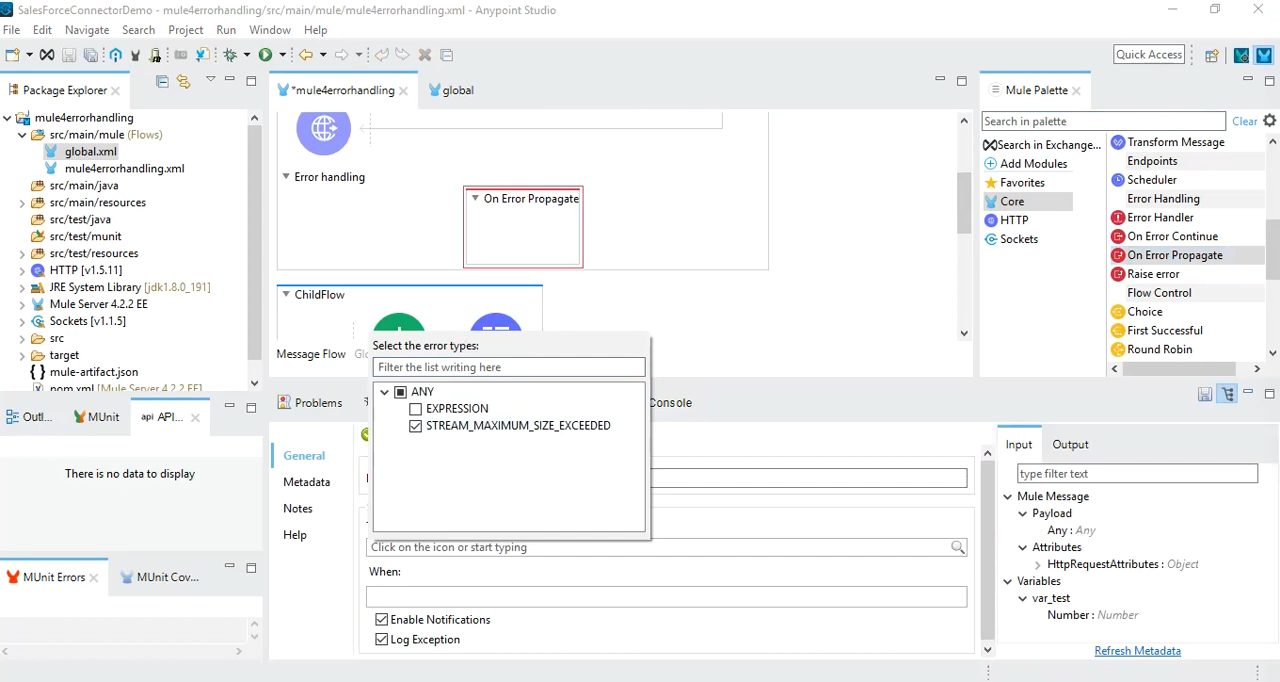 SalesForceConnectorDemo - mule4errorhandling/src/main/mule/mule4errorhandling.xml - Anypoint Studio
File Edit Navigate Search Project Run Window Help
Quick Access
Package Explorer
mule4errorhandling
src/main/mule (Flows)
global.xml
mule4errorhandling.xml
src/main/java
src/main/resources
src/test/java
src/test/munit
src/test/resources
HTTP [v1.5.11]
JRE System Library [jdk1.8.0_191]
Mule Server 4.2.2 EE
Sockets [v1.1.5]
src
target
mule-artifact.json
pom.xml [Mule Server 4.2.2 EE]
Outl...
MUnit
api API...
There is no data to display
MUnit Errors
MUnit Cov...
*mule4errorhandling
global
Error handling
On Error Propagate
ChildFlow
Message Flow
Select the error types:
Filter the list writing here
ANY
EXPRESSION
STREAM_MAXIMUM_SIZE_EXCEEDED
Problems
Console
General
Metadata
Notes
Help
Click on the icon or start typing
When:
Enable Notifications
Log Exception
Mule Palette
Search in palette
Clear
Search in Exchange...
Add Modules
Favorites
Core
HTTP
Sockets
Transform Message
Endpoints
Scheduler
Error Handling
Error Handler
On Error Continue
On Error Propagate
Raise error
Flow Control
Choice
First Successful
Round Robin
Input
Output
type filter text
Mule Message
Payload
Any : Any
Attributes
HttpRequestAttributes : Object
Variables
var_test
Number : Number
Refresh Metadata